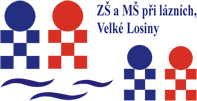 ZŠ a MŠ při lázních,
Velké Losiny